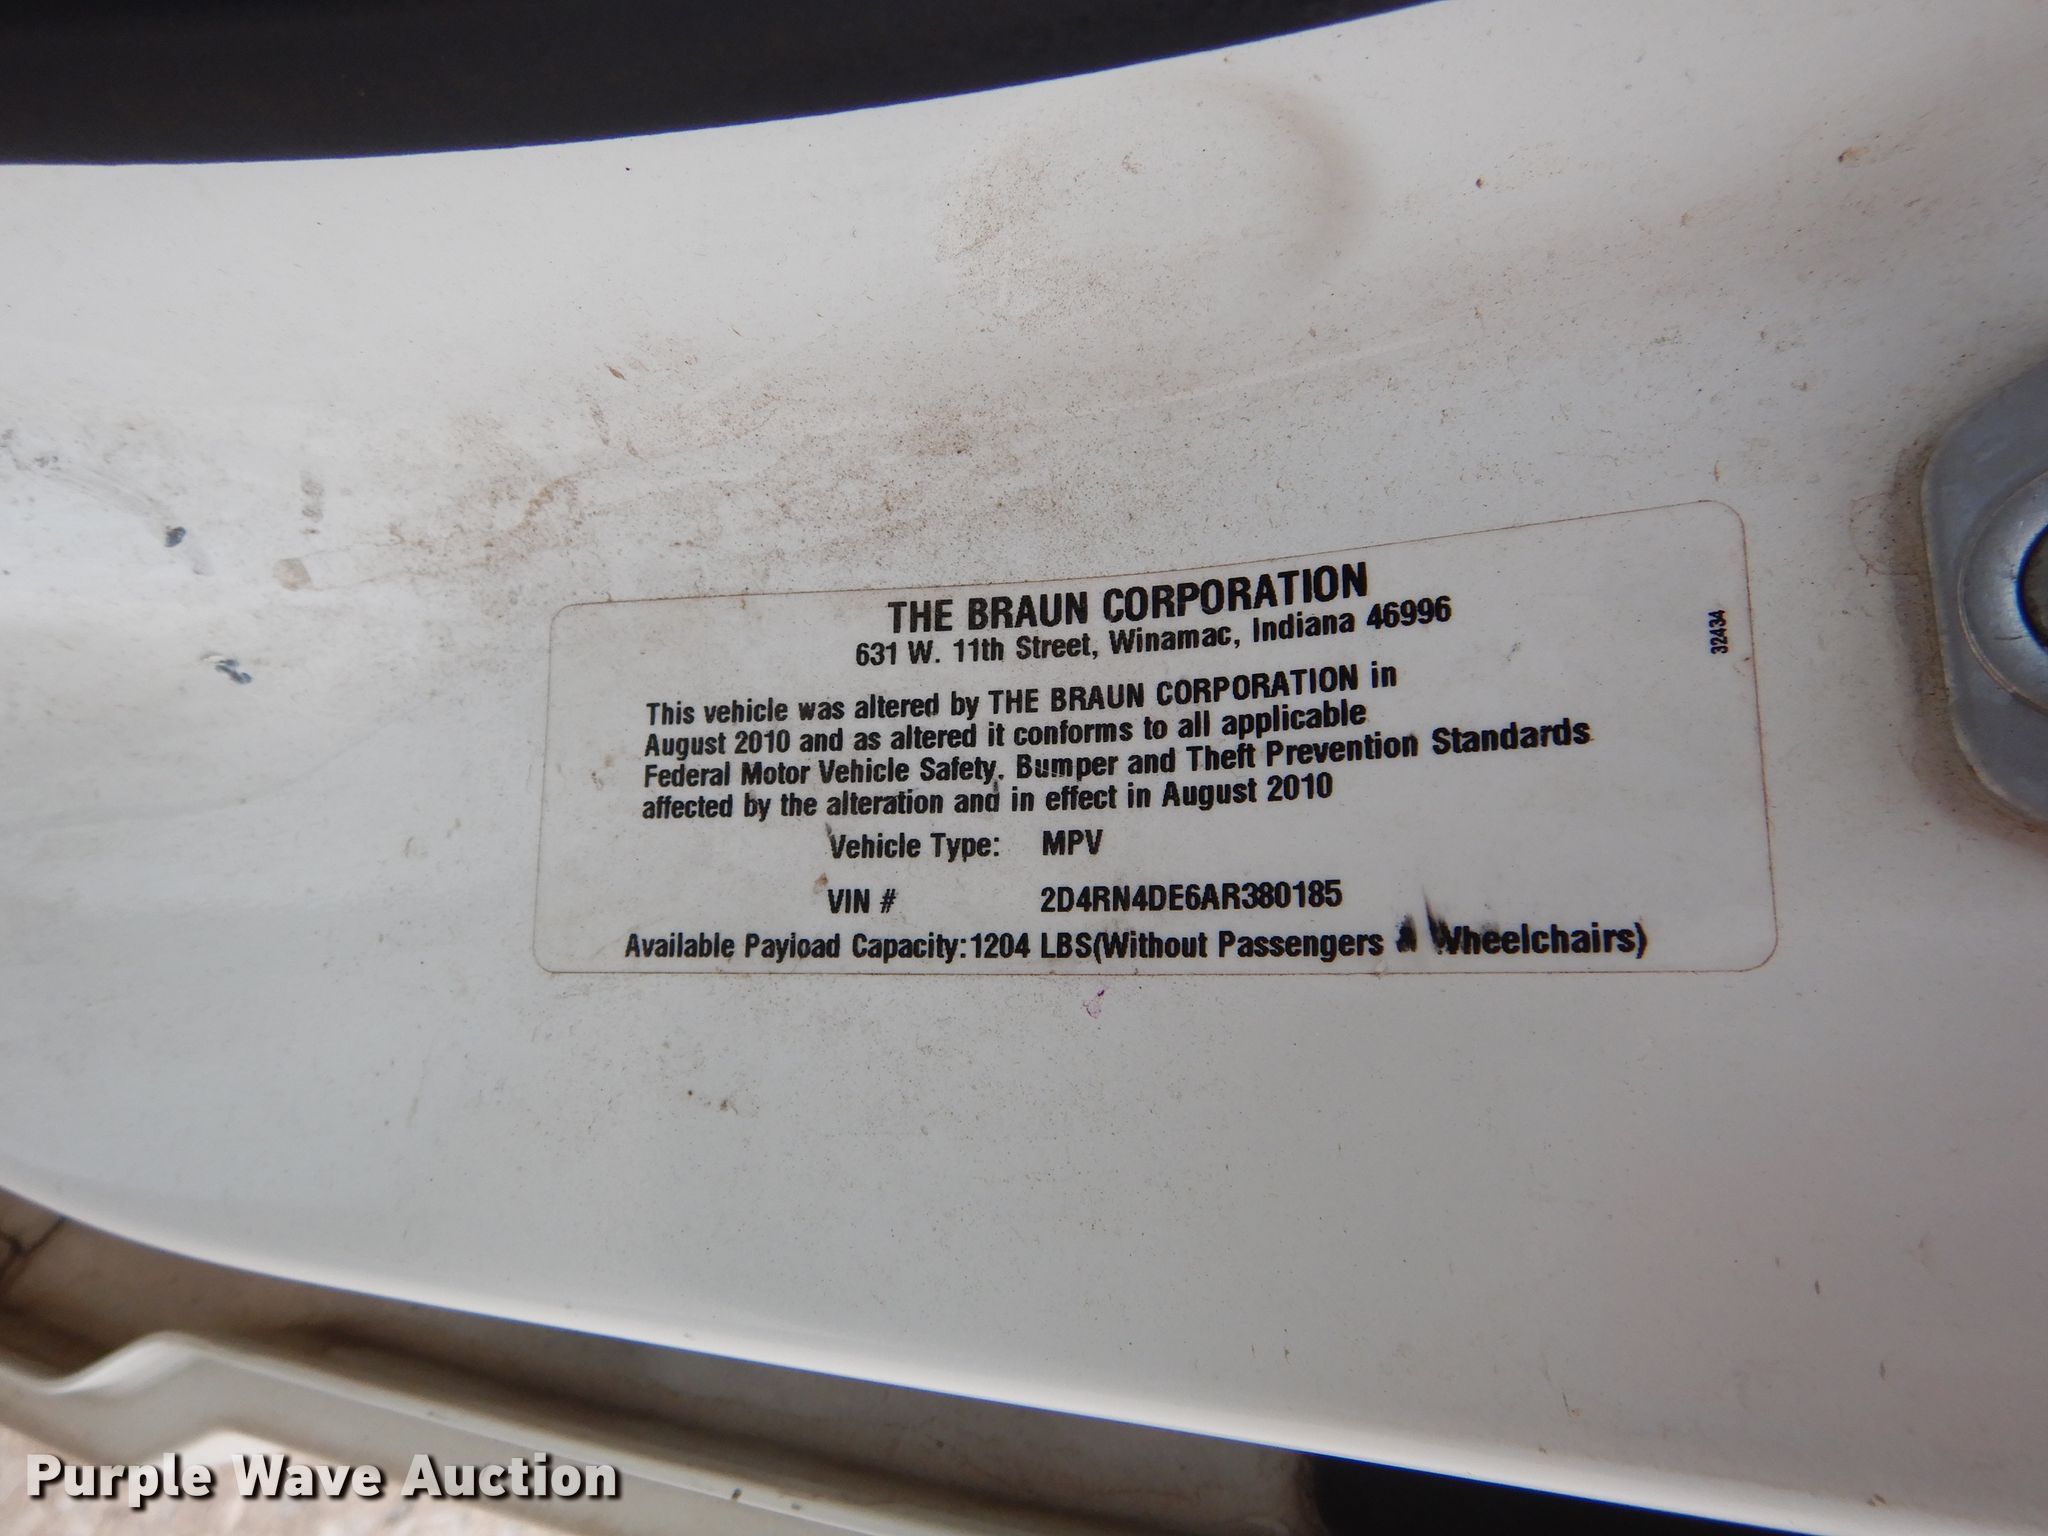 THE BRAUN CORPORATION
631 W. 11th Street, Winamac, Indiana 46996
32434
This vehicle was altered by THE BRAUN CORPORATION in
August 2010 and as altered it conforms to all applicable
Federal Motor Vehicle Safety, Bumper and Theft Prevention Standards
affected by the alteration and in effect in August 2010
Vehicle Type: MPV
VIN # 2D4RN4DE6AR380185
Available Payload Capacity:1204 LBS(Without Passengers Wheelchairs)
Purple Wave Auction